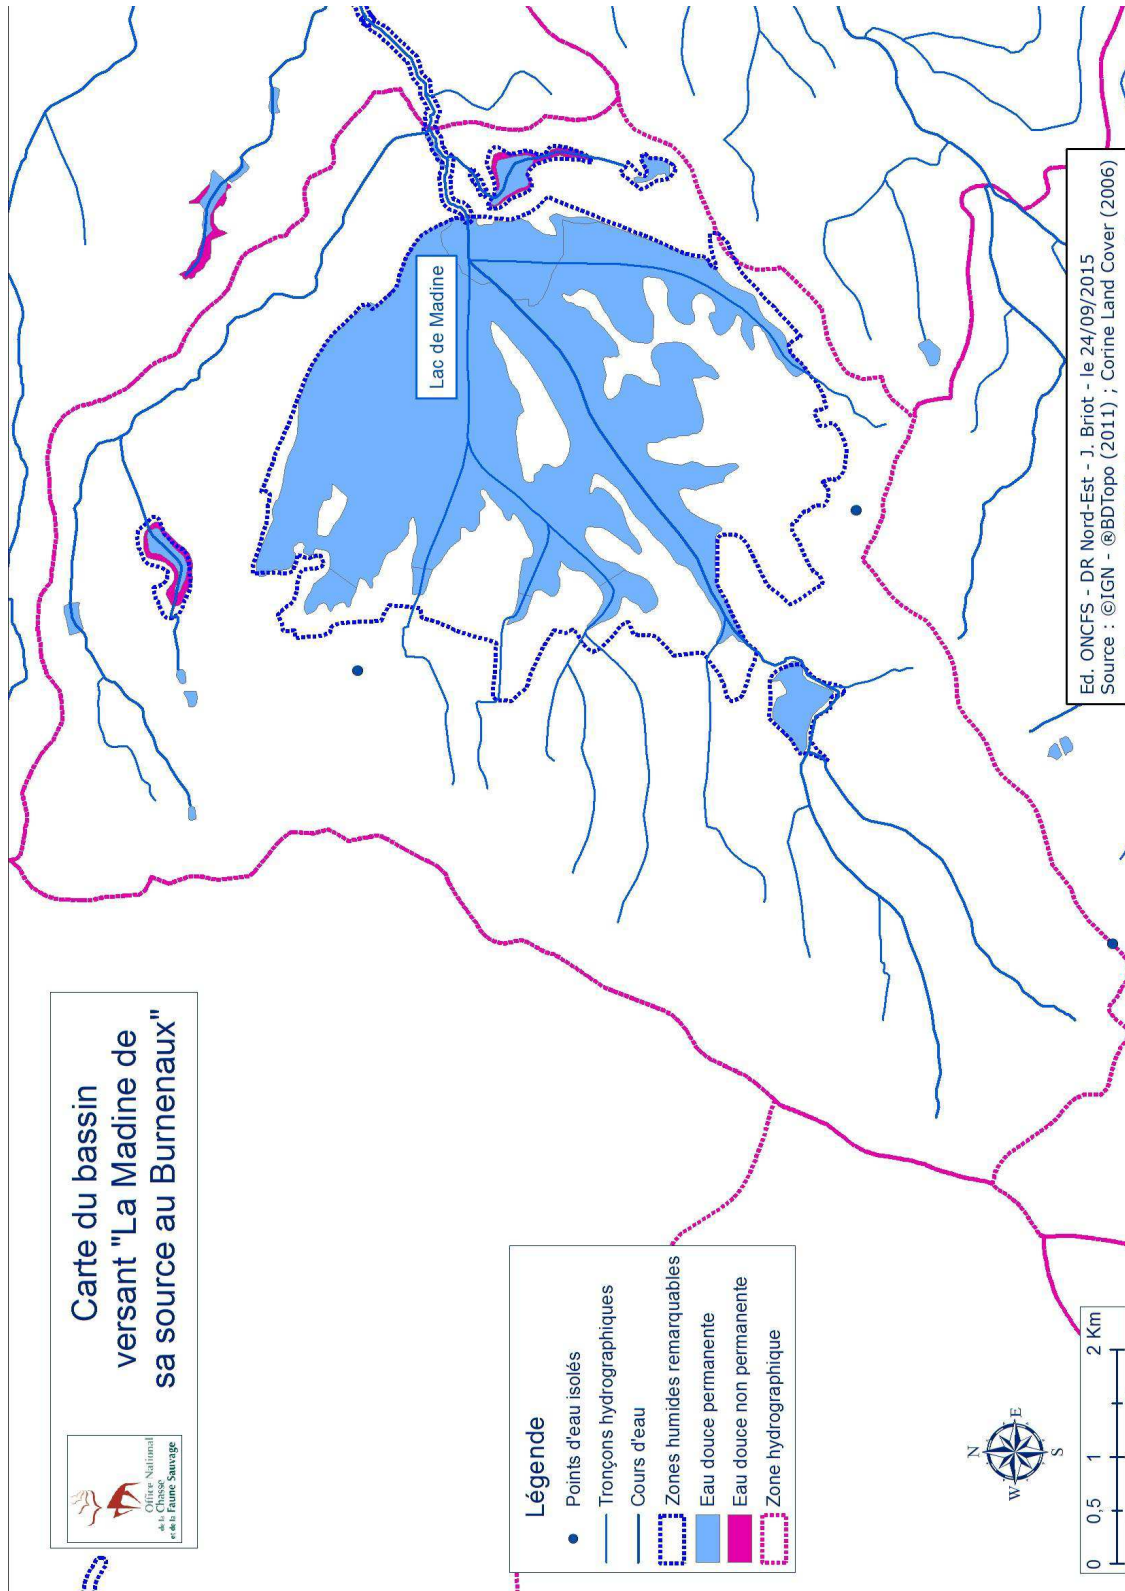 Carte du bassin
versant "La Madine de
sa source au Burnenaux"
Office National
de la Chasse
et de la Faune Sauvage
Lac de Madine
Légende
Points d'eau isolés
Tronçons hydrographiques
Cours d'eau
Zones humides remarquables
Eau douce permanente
Eau douce non permanente
Zone hydrographique
N
W
E
S
0 0,5 1 2 Km
Ed. ONCFS - DR Nord-Est - J. Briot - le 24/09/2015
Source : ©IGN - ®BDTopo (2011) ; Corine Land Cover (2006)